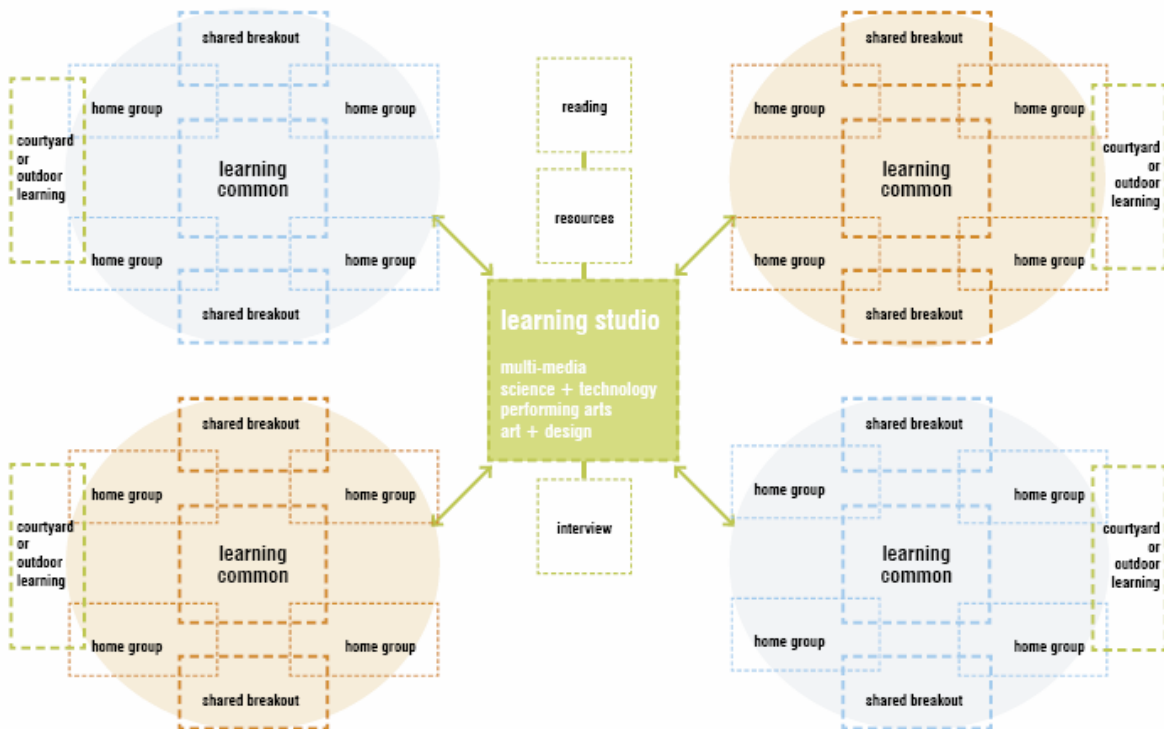 shared breakout
home group
home group
courtyard
or
outdoor
learning
learning
common
home group
home group
shared breakout
reading
resources
shared breakout
home group
home group
learning
common
courtyard
or
outdoor
learning
home group
home group
shared breakout
learning studio
multi-media
science + technology
performing arts
art + design
interview
shared breakout
home group
home group
courtyard
or
outdoor
learning
learning
common
home group
home group
shared breakout
shared breakout
home group
home group
learning
common
courtyard
or
outdoor
learning
home group
home group
shared breakout